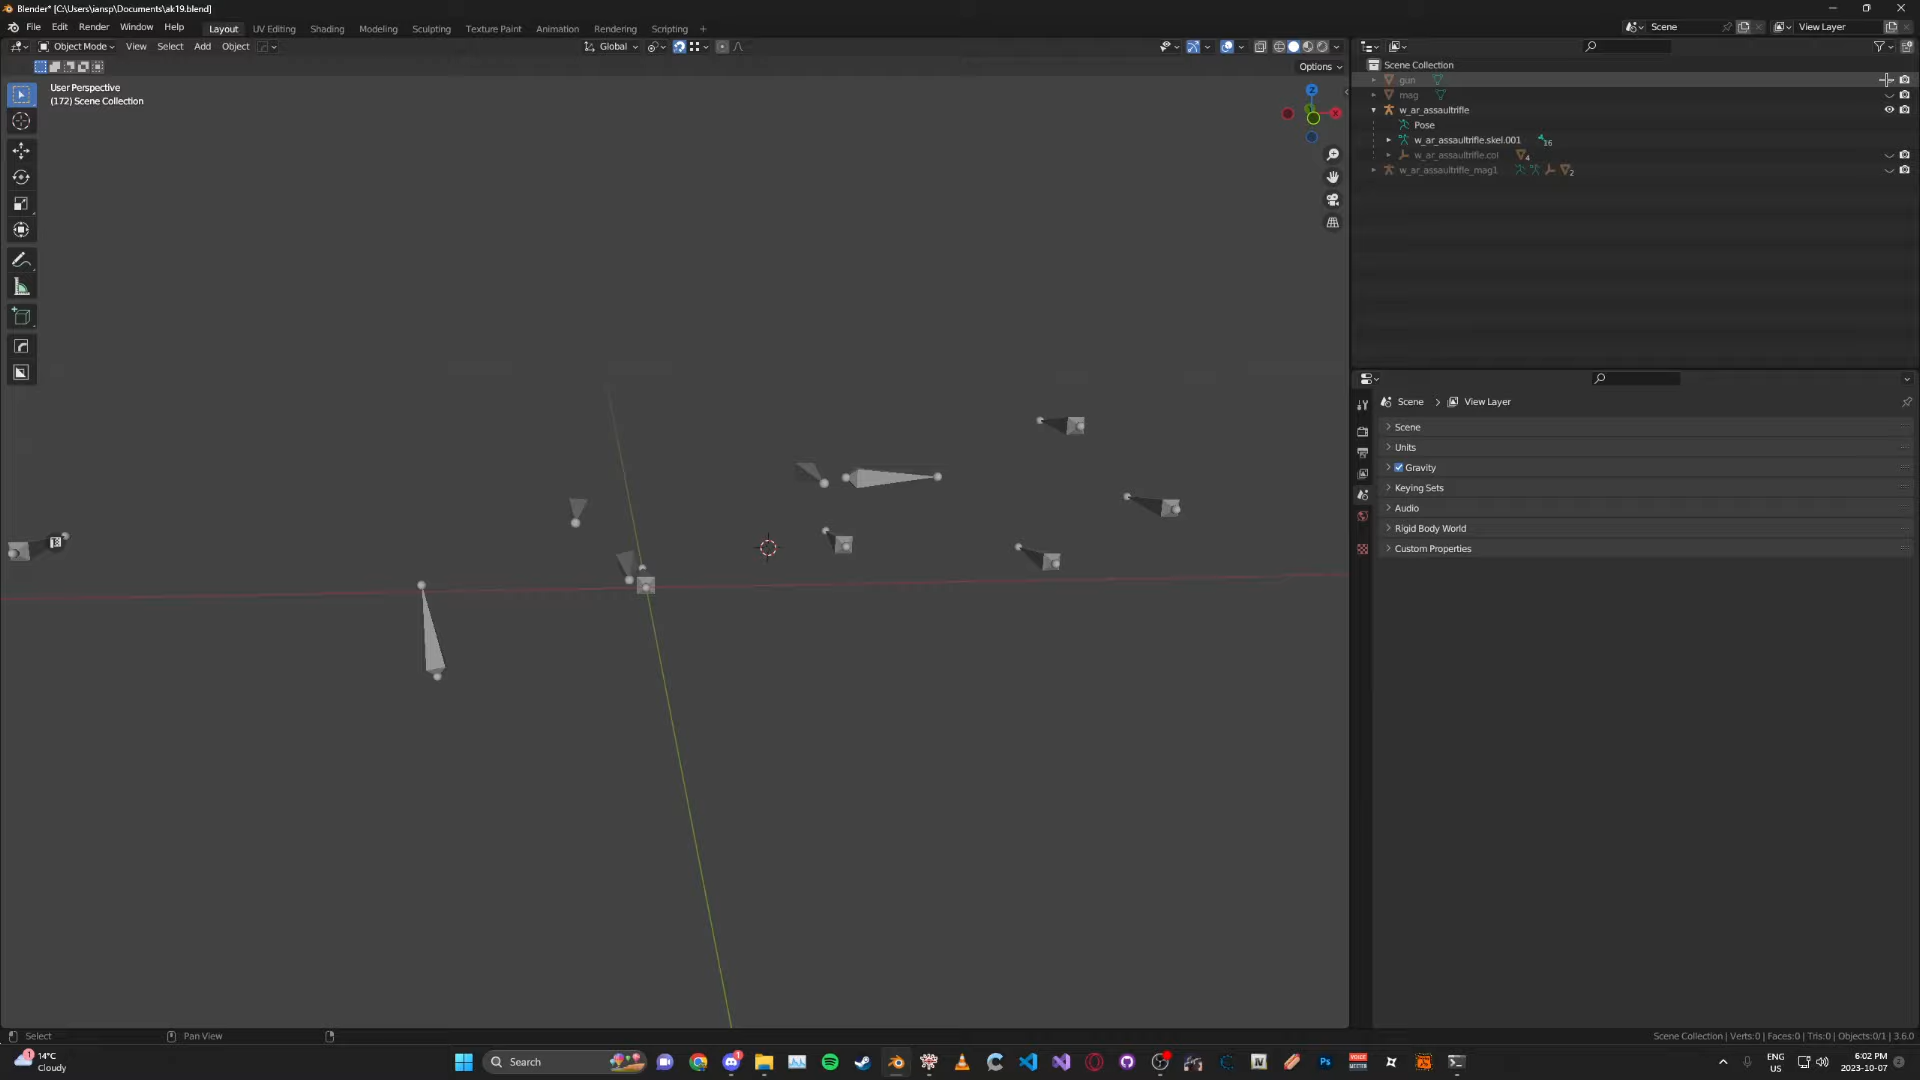 Blender* [C:\Users\iansp\Documents\ak19.blend]
File Edit Render Window Help Layout UV Editing Shading Modeling Sculpting Texture Paint Animation Rendering Scripting +
Scene View Layer
Object Mode View Select Add Object Global
Options
User Perspective
(172) Scene Collection
Z
X
Scene Collection
gun
mag
w_ar_assaultrifle
Pose
w_ar_assaultrifle.skel.001 16
w_ar_assaultrifle.col 4
w_ar_assaultrifle_mag1 2
Scene > View Layer
Scene
Units
Gravity
Keying Sets
Audio
Rigid Body World
Custom Properties
Select Pan View
Scene Collection | Verts:0 | Faces:0 | Tris:0 | Objects:0/1 | 3.6.0
1 14°C
Cloudy
Search
ENG
US
6:02 PM
2023-10-07